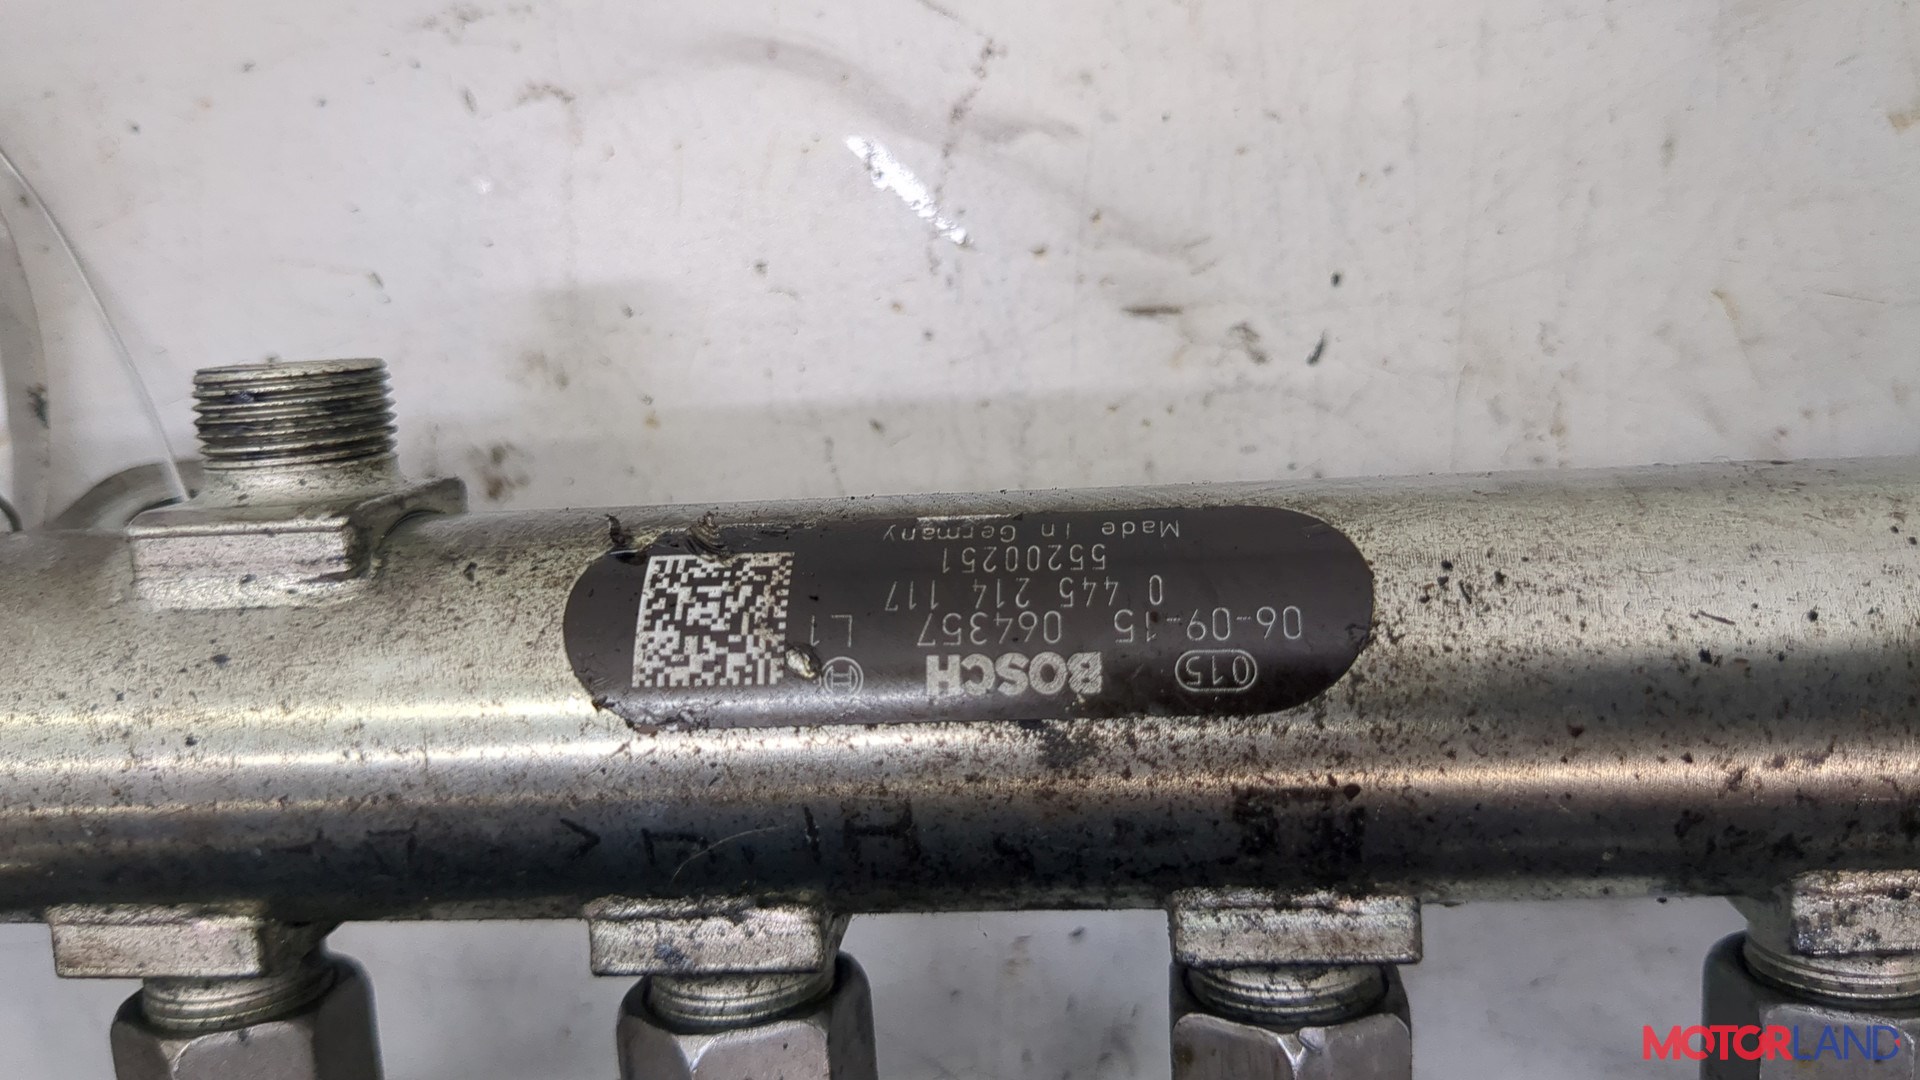 015 BOSCH
06-09-15 064357 L1
0 445 214 117
55200251
Made in Germany
MOTORLAND